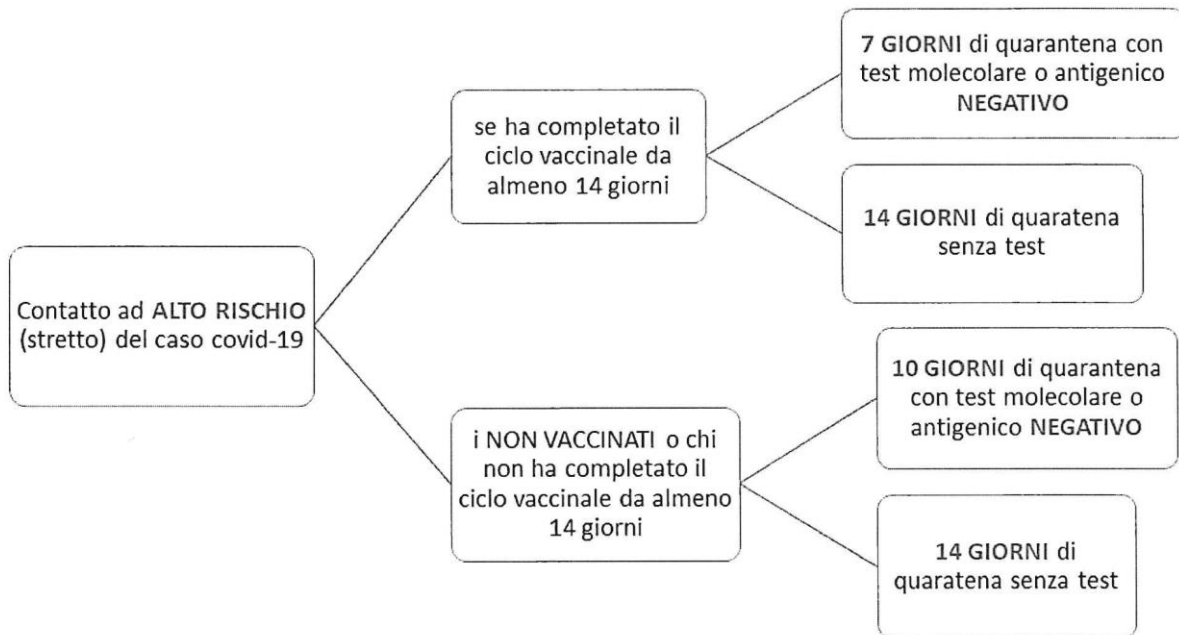 Contatto ad ALTO RISCHIO
(stretto) del caso covid-19
se ha completato il
ciclo vaccinale da
almeno 14 giorni
7 GIORNI di quarantena con
test molecolare o antigenico
NEGATIVO
14 GIORNI di quaratena
senza test
i NON VACCINATI o chi
non ha completato il
ciclo vaccinale da almeno
14 giorni
10 GIORNI di quarantena
con test molecolare o
antigenico NEGATIVO
14 GIORNI di
quaratena senza test